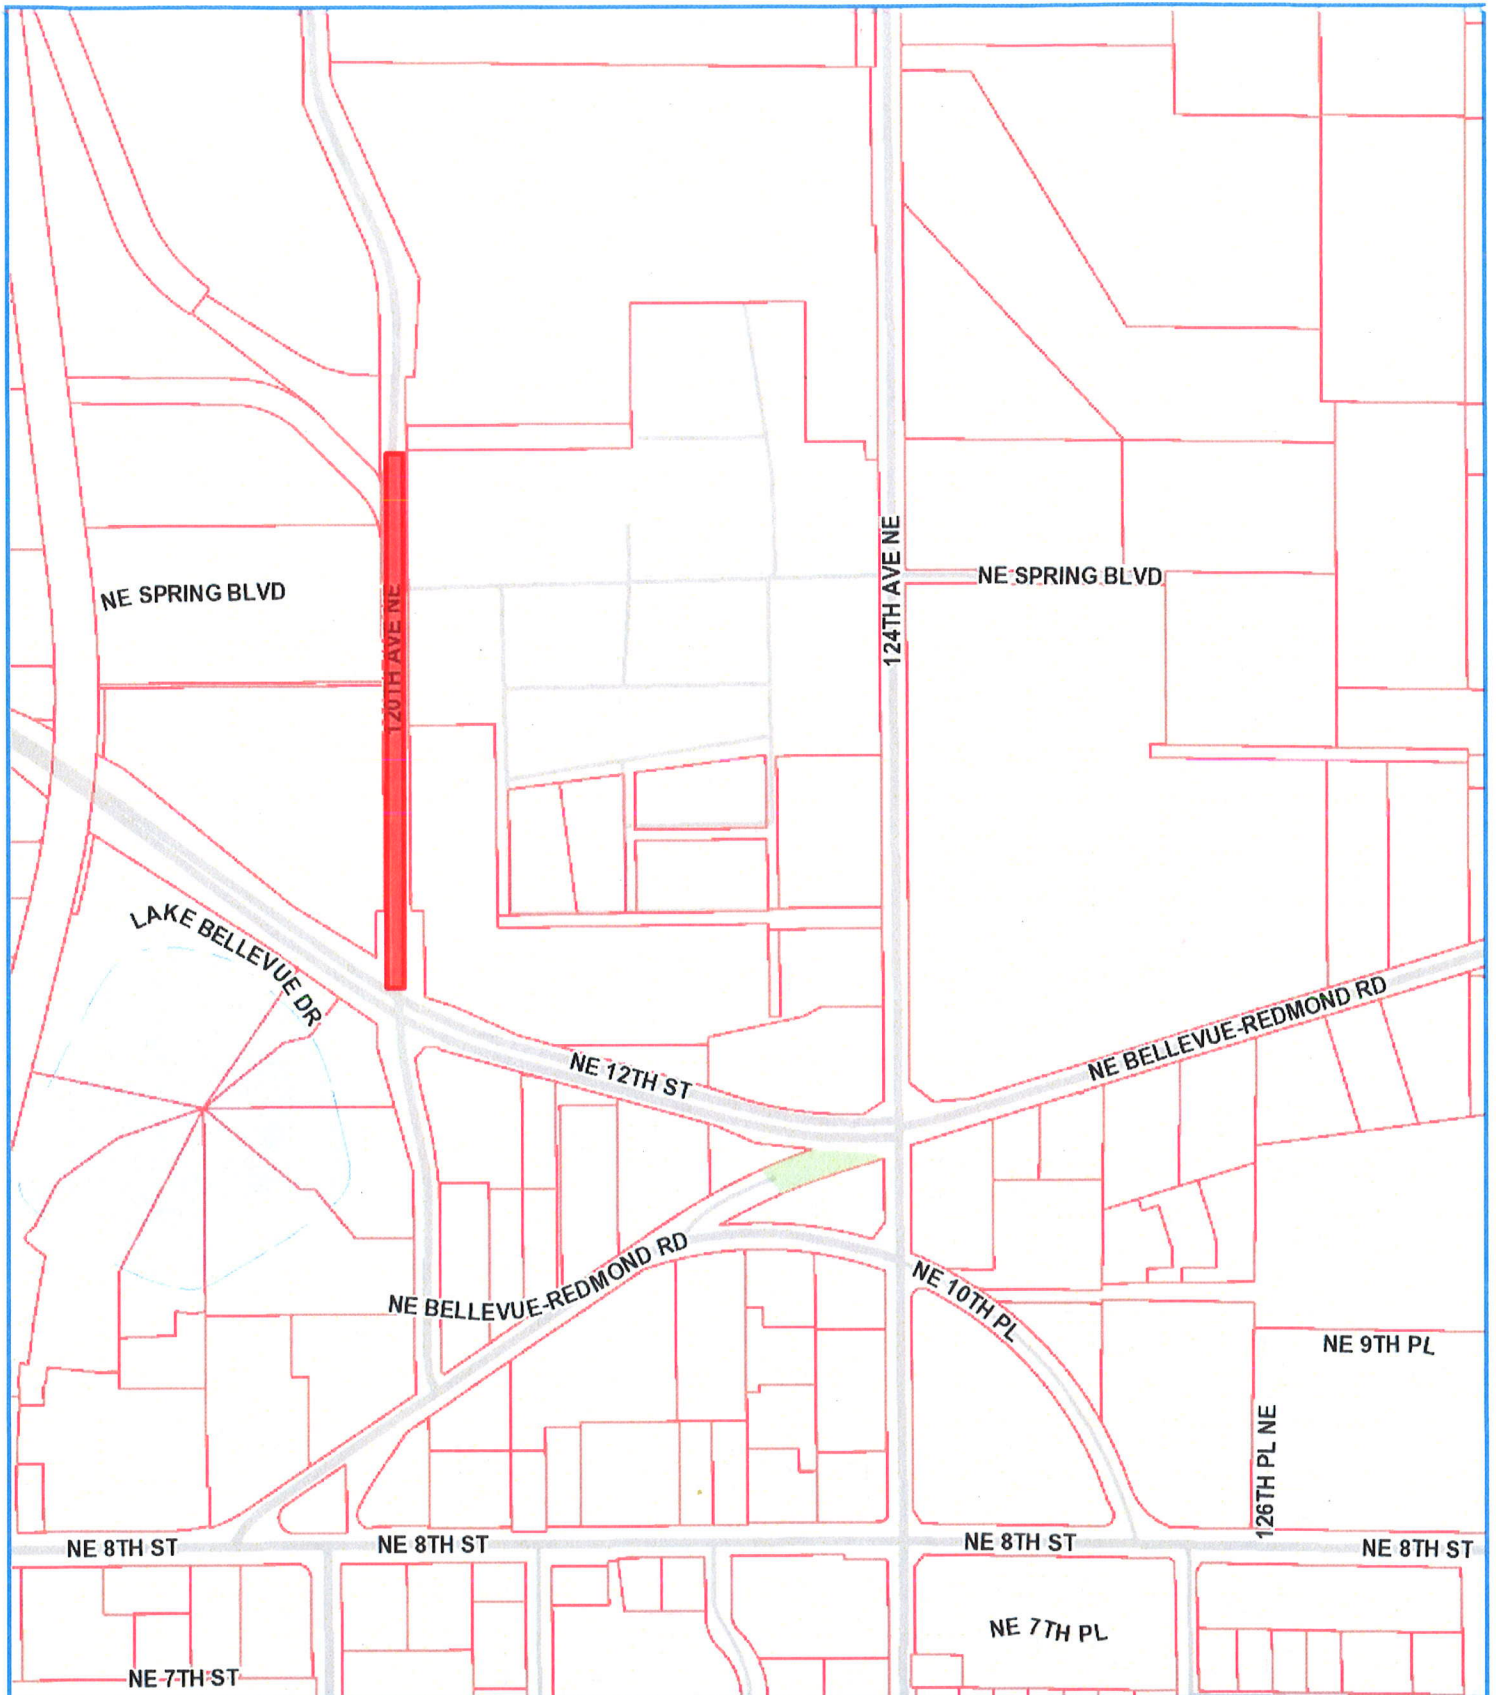 NE SPRING BLVD
120TH AVE NE
124TH AVE NE
NE SPRING BLVD
LAKE BELLEVUE DR
NE 12TH ST
NE BELLEVUE-REDMOND RD
NE BELLEVUE-REDMOND RD
NE 10TH PL
NE 9TH PL
126TH PL NE
NE 8TH ST
NE 8TH ST
NE 8TH ST
NE 8TH ST
NE 7TH PL
NE 7TH ST